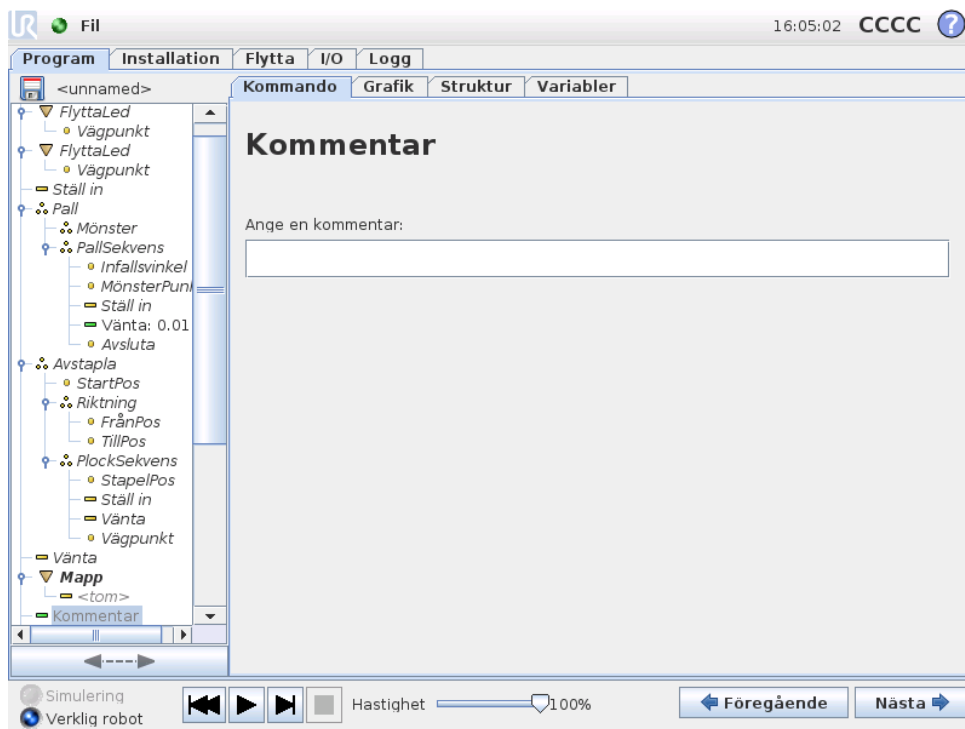 UR Fil 16:05:02 CCCC ?
Program Installation Flytta I/O Logg
<unnamed>
Kommando Grafik Struktur Variabler
FlyttaLed
Vägpunkt
FlyttaLed
Vägpunkt
Ställ in
Pall
Mönster
PallSekvens
Infallsvinkel
MönsterPunk
Ställ in
Vänta: 0.01
Avsluta
Avstapla
StartPos
Riktning
FrånPos
TillPos
PlockSekvens
StapelPos
Ställ in
Vänta
Vägpunkt
Vänta
Mapp
<tom>
Kommentar
Kommentar
Ange en kommentar:
Simulering
Verklig robot
Hastighet 100%
Föregående Nästa